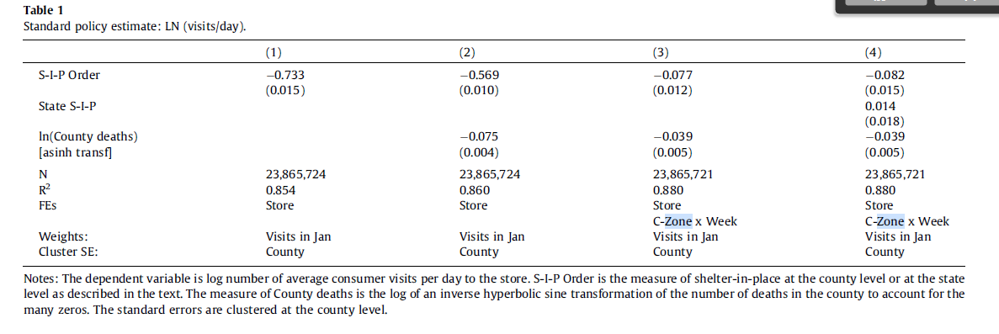 Table 1
Standard policy estimate: LN (visits/day).
(1) (2) (3) (4)
S-I-P Order −0.733 −0.569 −0.077 −0.082
(0.015) (0.010) (0.012) (0.015)
State S-I-P 0.014
(0.018)
ln(County deaths) −0.075 −0.039 −0.039
[asinh transf] (0.004) (0.005) (0.005)
N 23,865,724 23,865,724 23,865,721 23,865,721
R² 0.854 0.860 0.880 0.880
FEs Store Store Store Store
C-Zone x Week C-Zone x Week
Weights: Visits in Jan Visits in Jan Visits in Jan Visits in Jan
Cluster SE: County County County County
Notes: The dependent variable is log number of average consumer visits per day to the store. S-I-P Order is the measure of shelter-in-place at the county level or at the state
level as described in the text. The measure of County deaths is the log of an inverse hyperbolic sine transformation of the number of deaths in the county to account for the
many zeros. The standard errors are clustered at the county level.